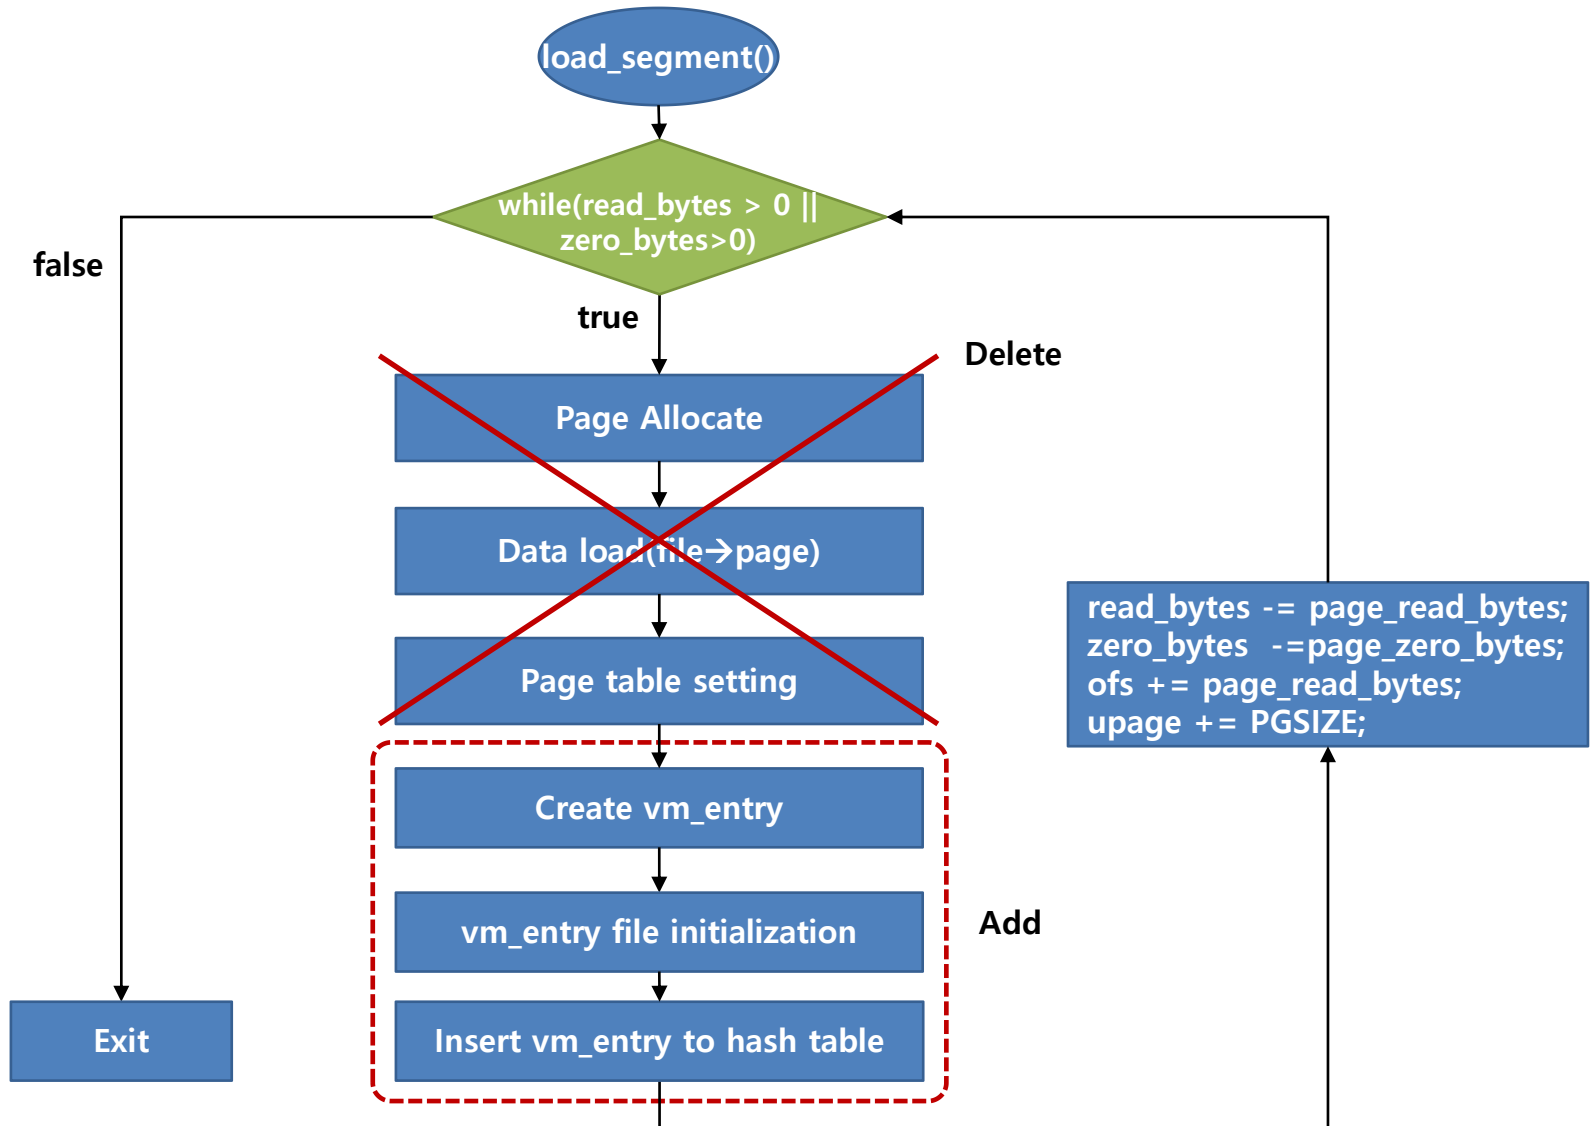 load_segment()
while(read_bytes > 0 ||
zero_bytes>0)
false
true
Delete
Page Allocate
Data load(file→page)
Page table setting
read_bytes -= page_read_bytes;
zero_bytes  -=page_zero_bytes;
ofs += page_read_bytes;
upage += PGSIZE;
Create vm_entry
vm_entry file initialization
Add
Insert vm_entry to hash table
Exit